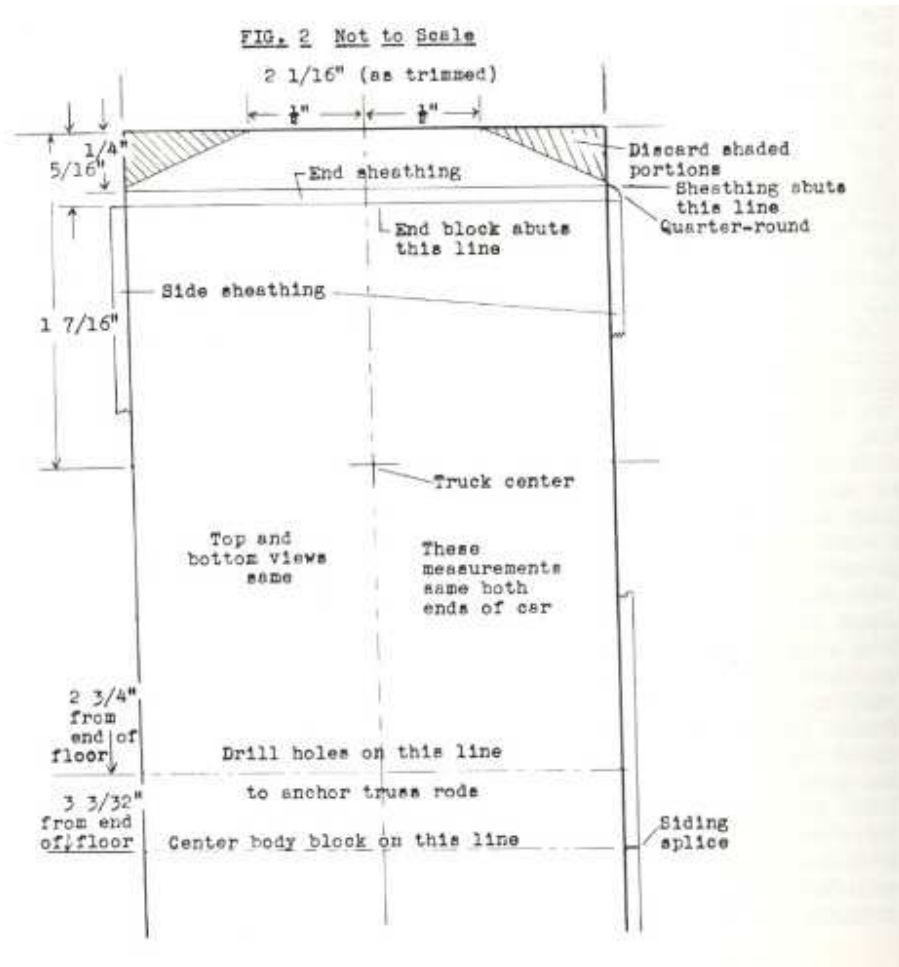 FIG. 2 Not to Scale
2 1/16" (as trimmed)
½" ½"
1/4"
5/16"
End sheathing
Discard shaded
portions
Sheathing abuts
this line
Quarter-round
End block abuts
this line
Side sheathing
1 7/16"
Truck center
Top and
bottom views
same
These
measurements
same both
ends of car
2 3/4"
from
end of
floor
Drill holes on this line
to anchor truss rods
3 3/32"
from end
of floor
Center body block on this line
Siding
splice